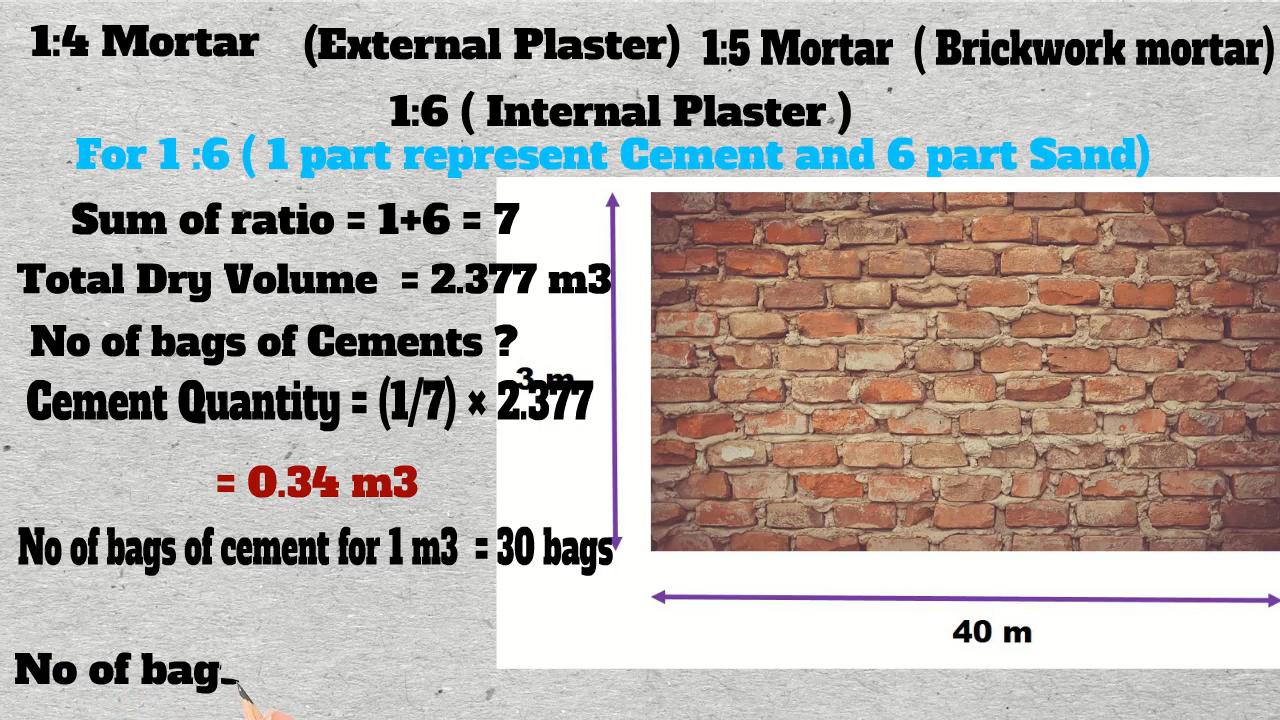 1:4 Mortar (External Plaster) 1:5 Mortar ( Brickwork mortar)
1:6 ( Internal Plaster )
For 1 :6 ( 1 part represent Cement and 6 part Sand)
Sum of ratio = 1+6 = 7
Total Dry Volume = 2.377 m3
No of bags of Cements ?
3 m
Cement Quantity = (1/7) × 2.377
= 0.34 m3
No of bags of cement for 1 m3 = 30 bags
40 m
No of bag